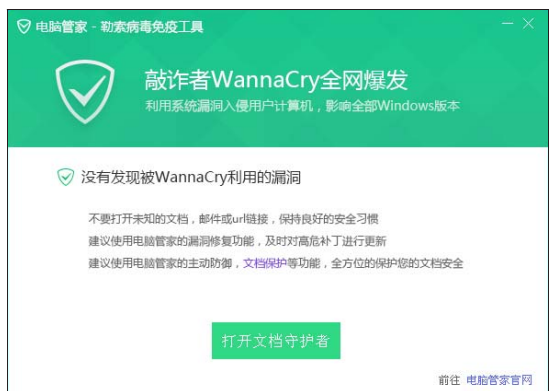 电脑管家 - 勒索病毒免疫工具
敲诈者WannaCry全网爆发
利用系统漏洞入侵用户计算机，影响全部Windows版本
没有发现被WannaCry利用的漏洞
不要打开未知的文档，邮件或url链接，保持良好的安全习惯
建议使用电脑管家的漏洞修复功能，及时对高危补丁进行更新
建议使用电脑管家的主动防御，文档保护等功能，全方位的保护您的文档安全
打开文档守护者
前往 电脑管家官网